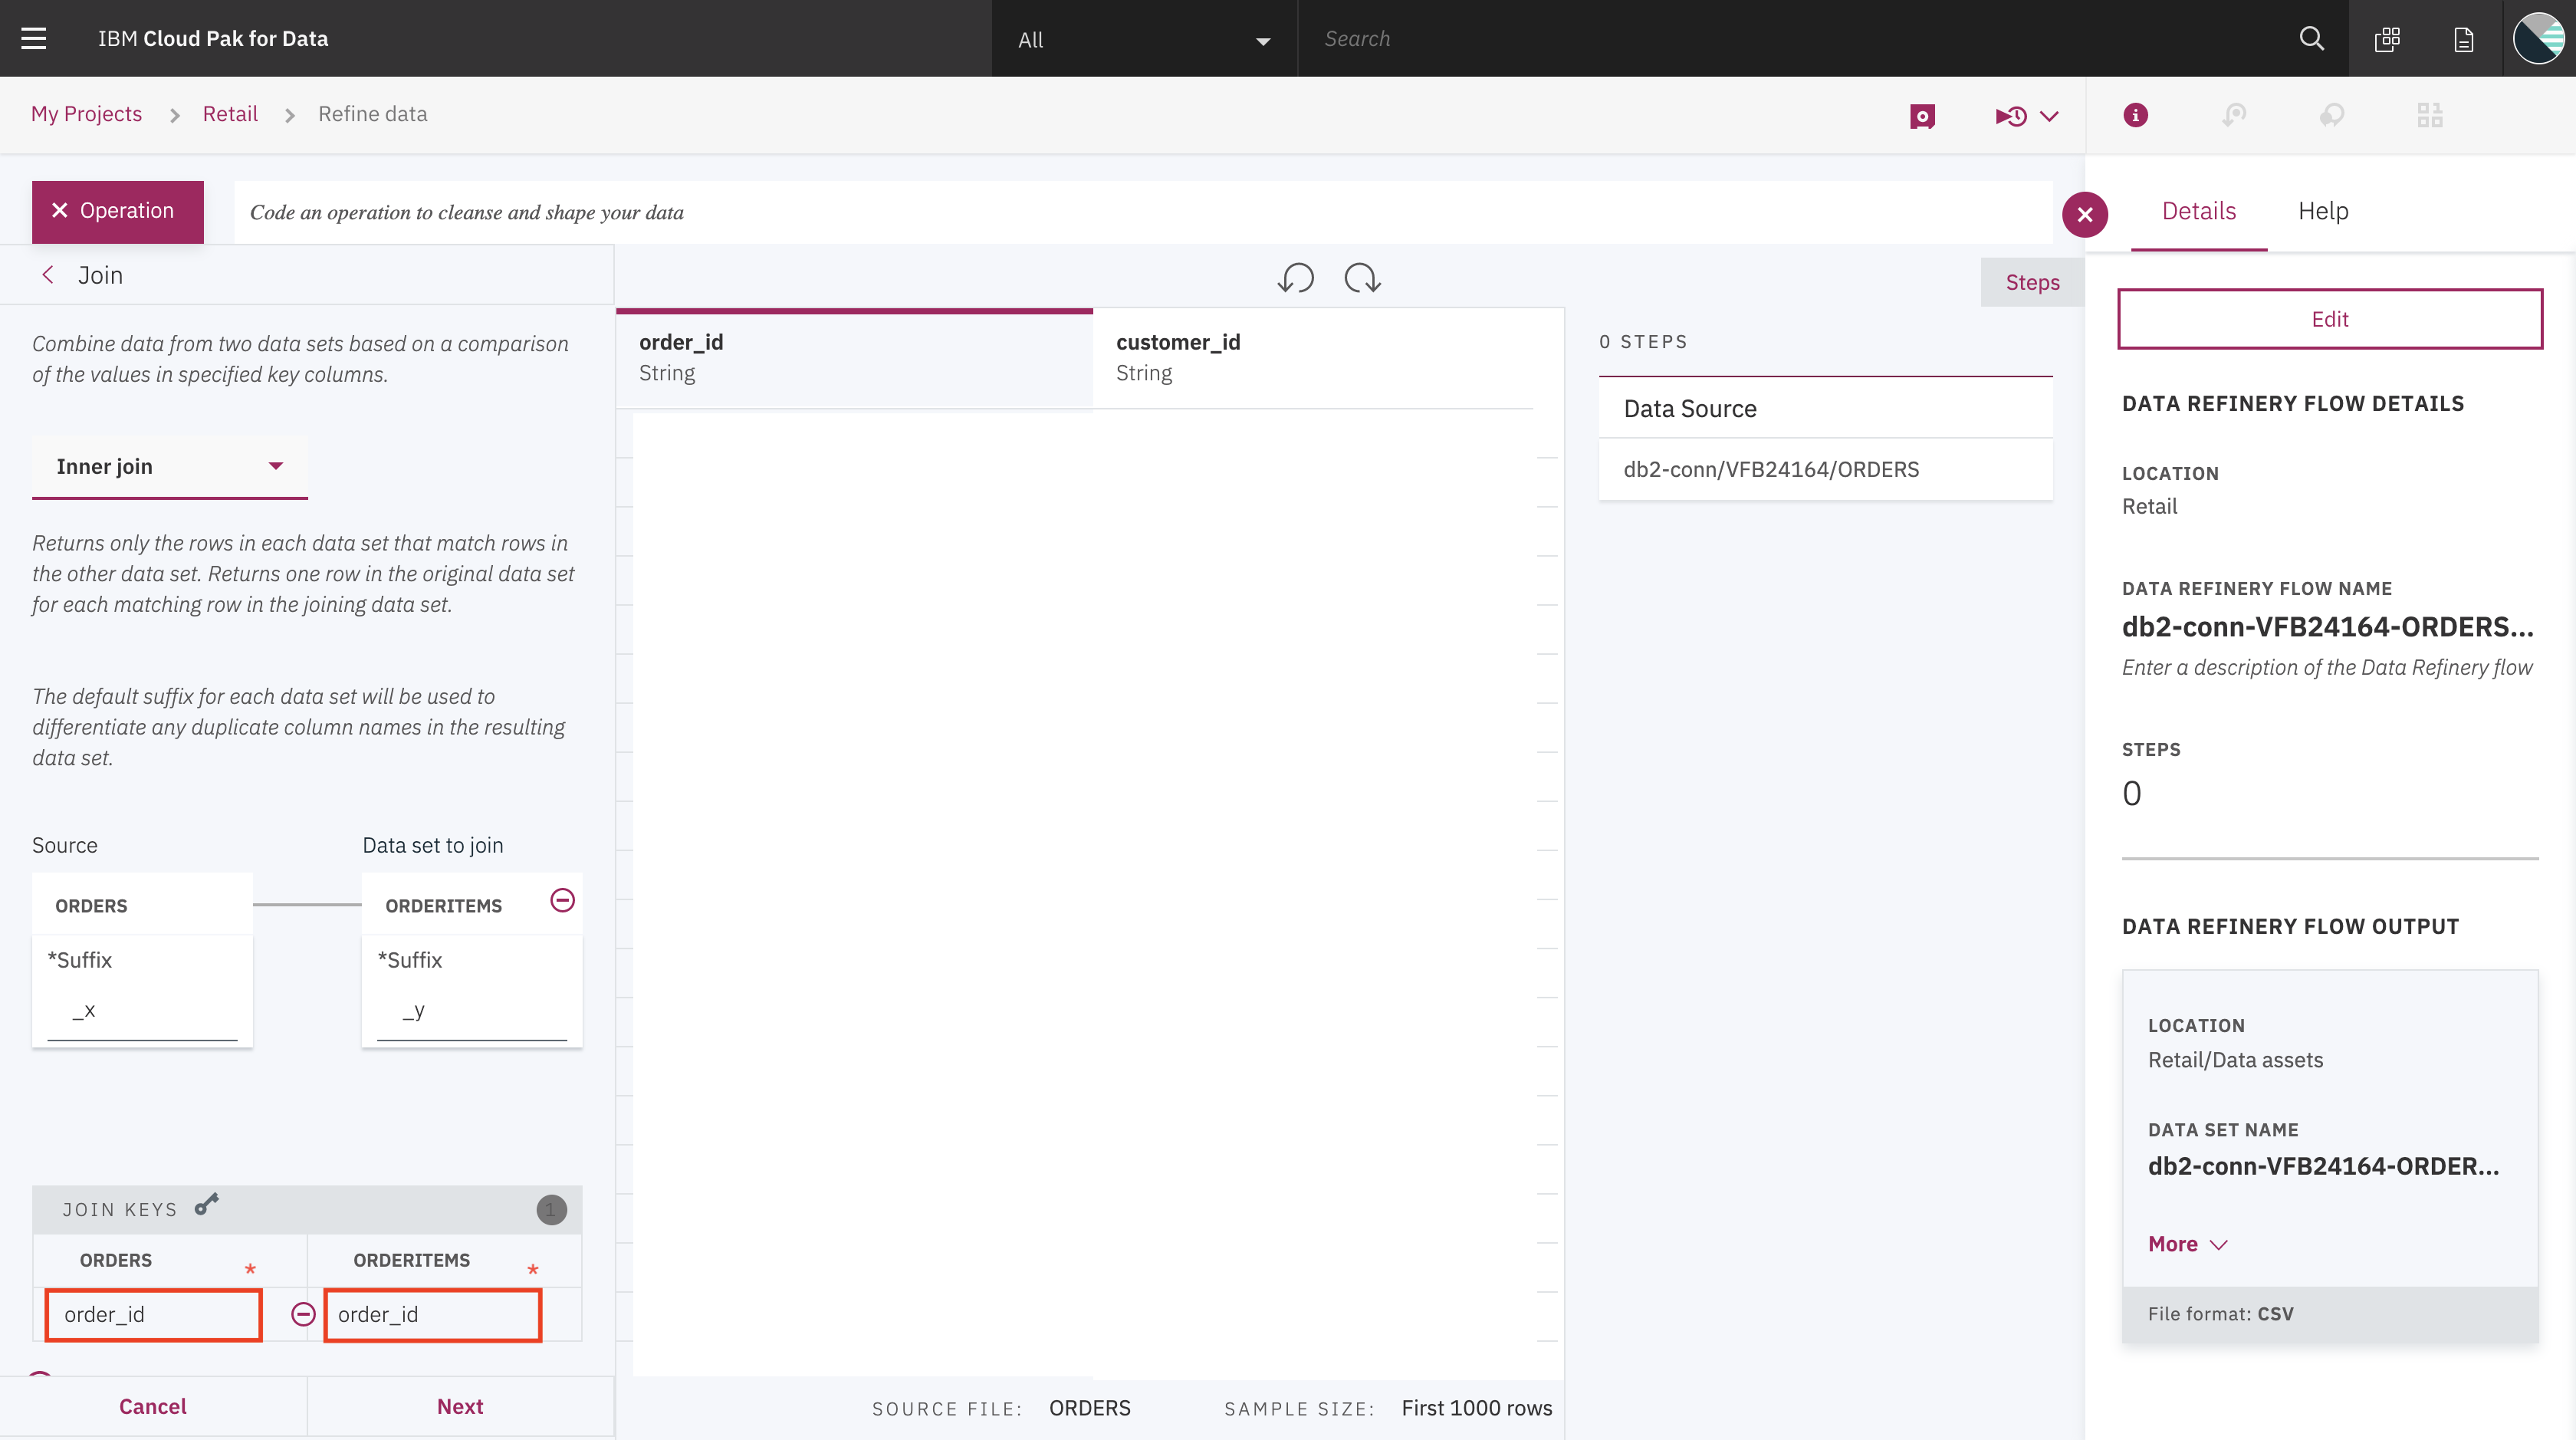 IBM Cloud Pak for Data
All
Search
My Projects
Retail
Refine data
Operation
Code an operation to cleanse and shape your data
Details
Help
Join
Steps
Combine data from two data sets based on a comparison
of the values in specified key columns.
Inner join
Returns only the rows in each data set that match rows in
the other data set. Returns one row in the original data set
for each matching row in the joining data set.
The default suffix for each data set will be used to
differentiate any duplicate column names in the resulting
data set.
Source
Data set to join
ORDERS
ORDERITEMS
*Suffix
*Suffix
_x
_y
JOIN KEYS
1
ORDERS *
ORDERITEMS *
order_id
order_id
Cancel
Next
order_id
String
customer_id
String
SOURCE FILE: ORDERS
SAMPLE SIZE: First 1000 rows
0 STEPS
Data Source
db2-conn/VFB24164/ORDERS
Edit
DATA REFINERY FLOW DETAILS
LOCATION
Retail
DATA REFINERY FLOW NAME
db2-conn-VFB24164-ORDERS...
Enter a description of the Data Refinery flow
STEPS
0
DATA REFINERY FLOW OUTPUT
LOCATION
Retail/Data assets
DATA SET NAME
db2-conn-VFB24164-ORDER...
More
File format: CSV